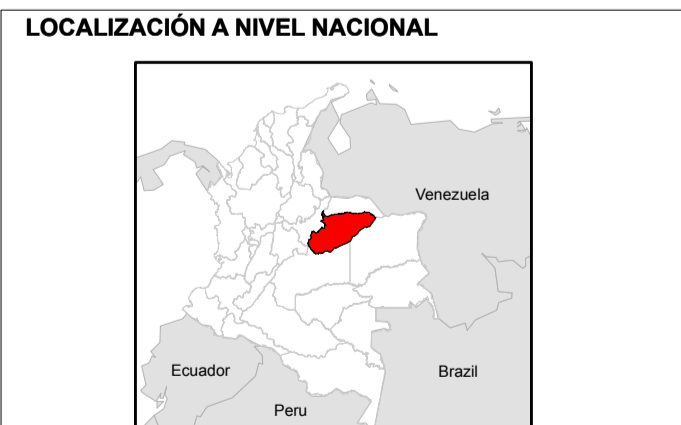 LOCALIZACIÓN A NIVEL NACIONAL
Venezuela
Ecuador
Brazil
Peru